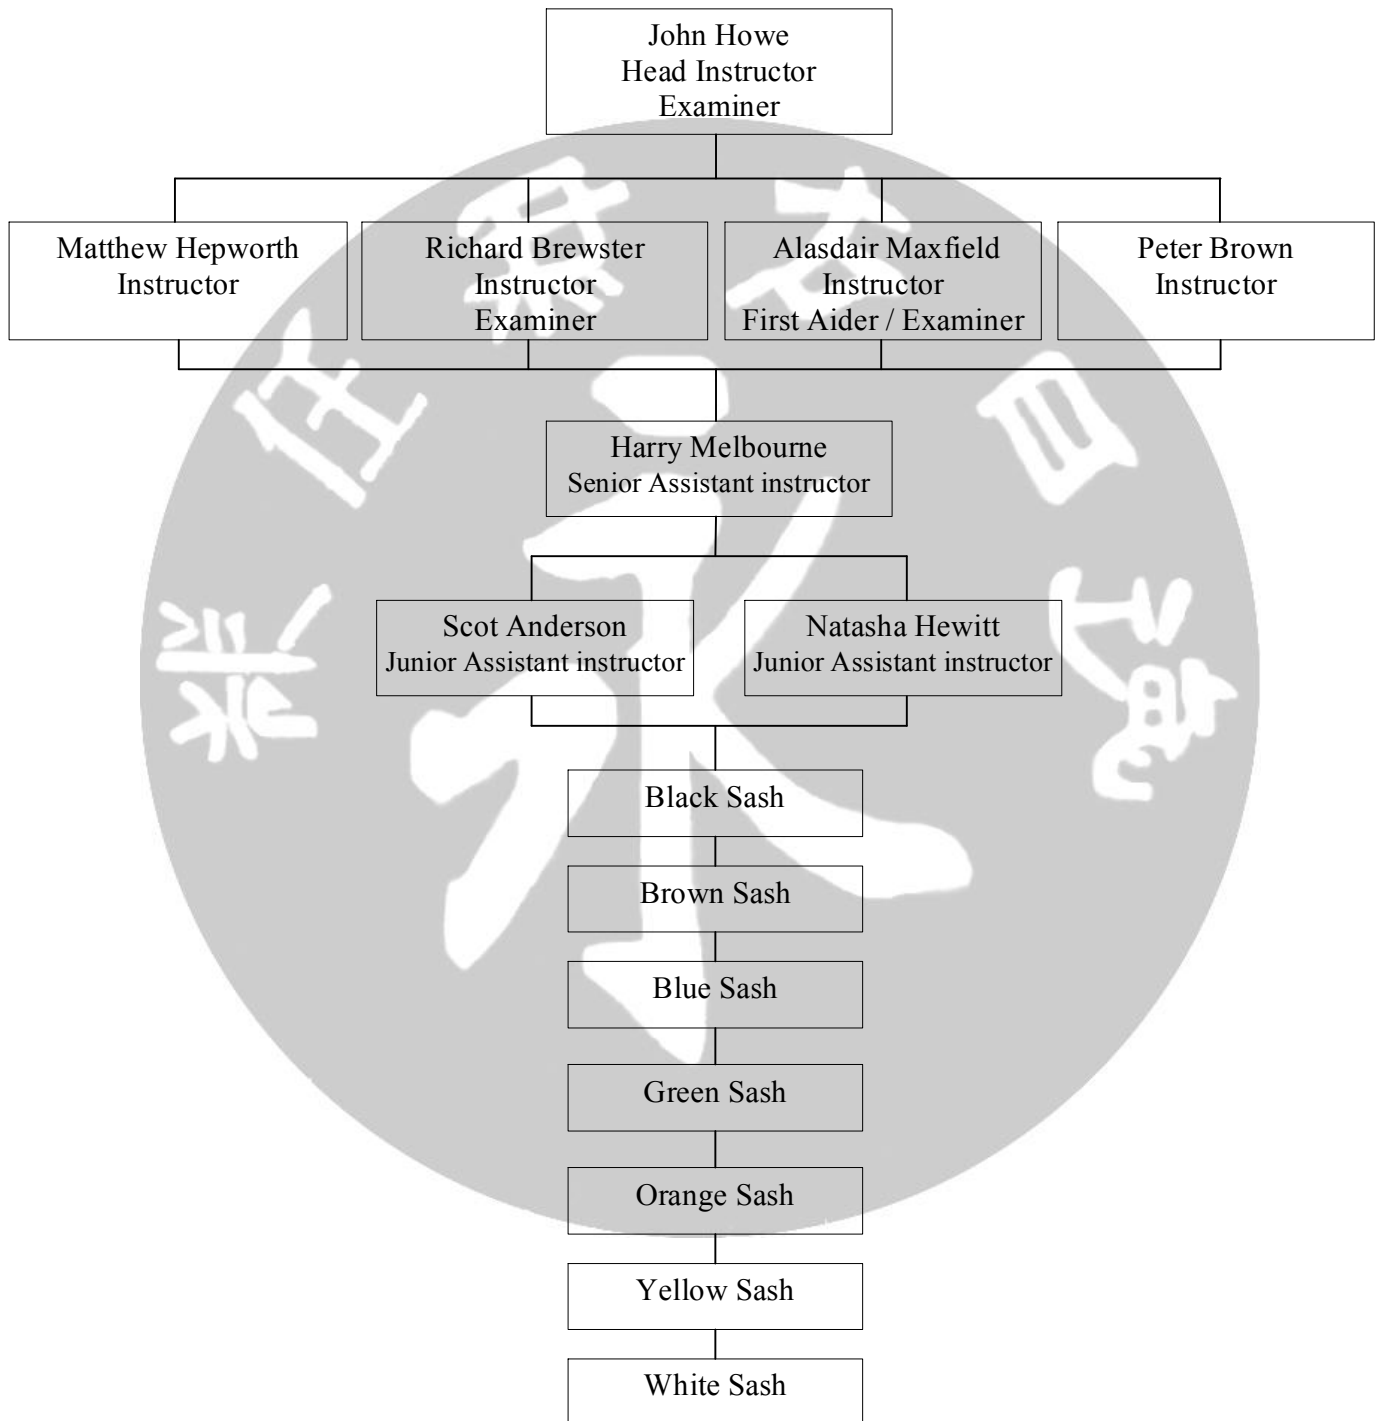 John Howe
Head Instructor
Examiner
Matthew Hepworth
Instructor
Richard Brewster
Instructor
Examiner
Alasdair Maxfield
Instructor
First Aider / Examiner
Peter Brown
Instructor
Harry Melbourne
Senior Assistant instructor
Scot Anderson
Junior Assistant instructor
Natasha Hewitt
Junior Assistant instructor
Black Sash
Brown Sash
Blue Sash
Green Sash
Orange Sash
Yellow Sash
White Sash
永